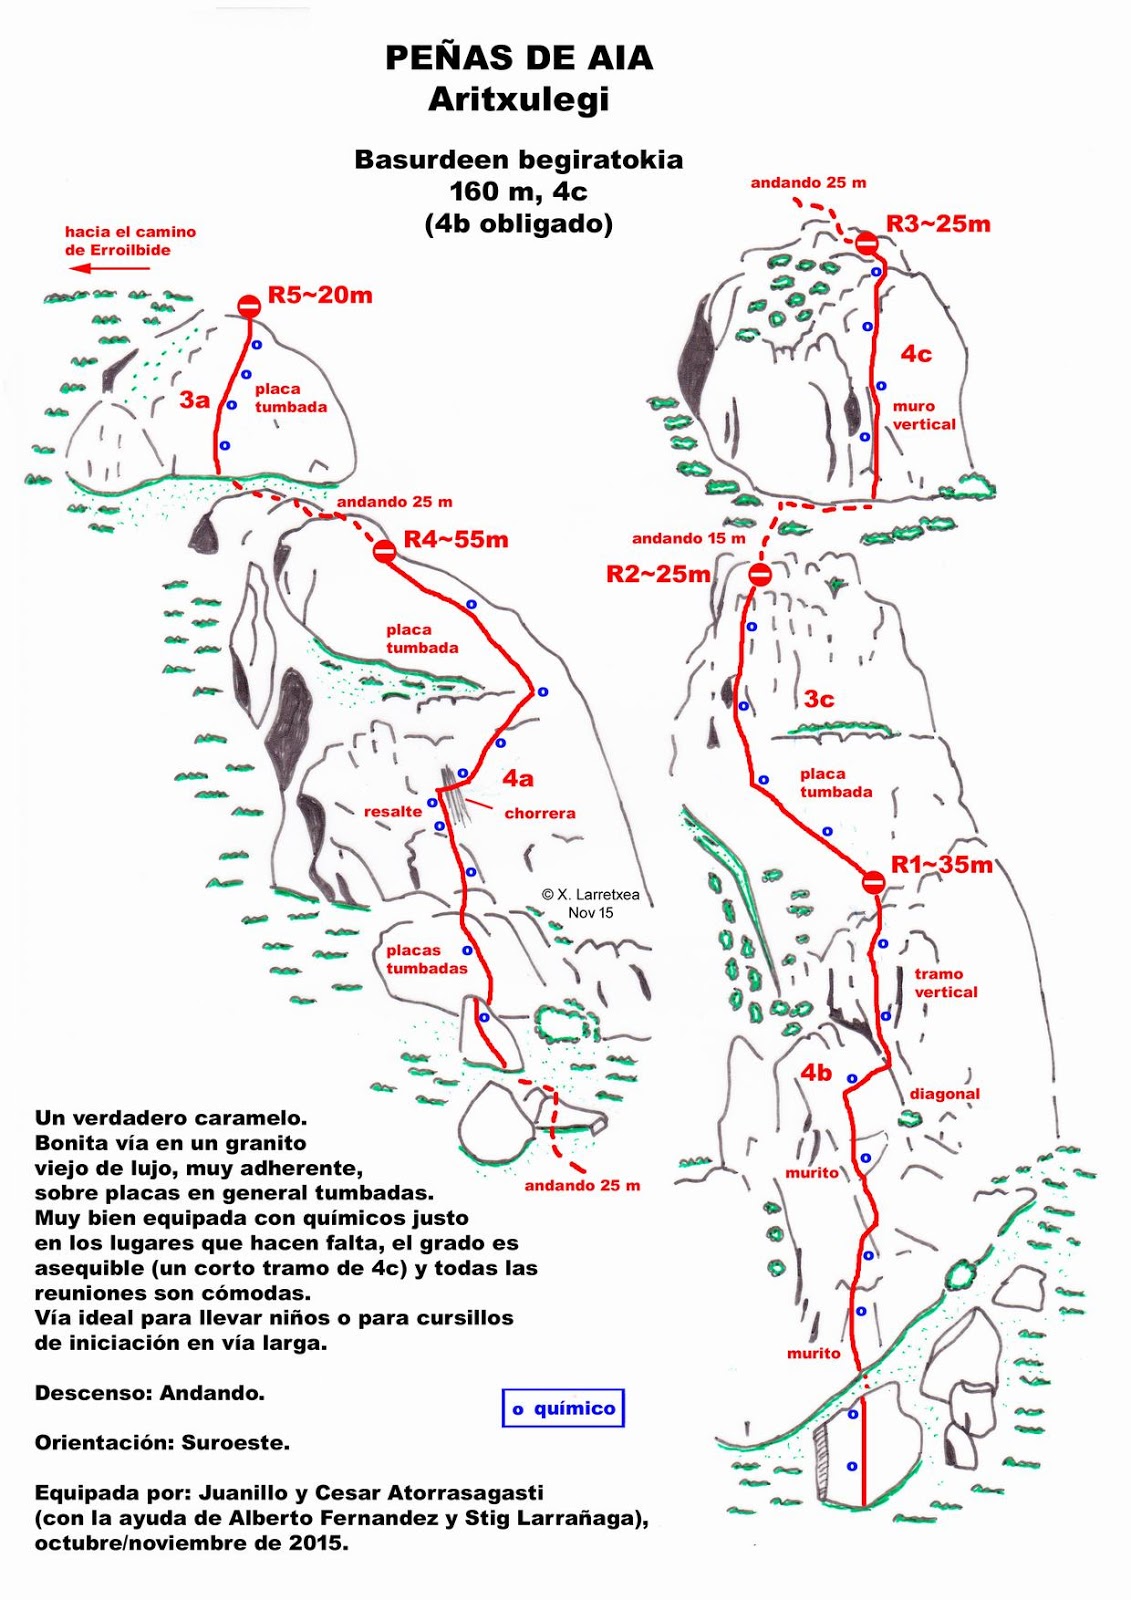 PEÑAS DE AIA
Aritxulegi
Basurdeen begiratokia
160 m, 4c
(4b obligado)
hacia el camino
de Erroilbide
R5~20m
3a
placa
tumbada
andando 25 m
R4~55m
placa
tumbada
4a
resalte
chorrera
© X. Larretxea
Nov 15
placas
tumbadas
andando 25 m
andando 25 m
R3~25m
4c
muro
vertical
andando 15 m
R2~25m
3c
placa
tumbada
R1~35m
tramo
vertical
4b
diagonal
murito
murito
Un verdadero caramelo.
Bonita vía en un granito
viejo de lujo, muy adherente,
sobre placas en general tumbadas.
Muy bien equipada con químicos justo
en los lugares que hacen falta, el grado es
asequible (un corto tramo de 4c) y todas las
reuniones son cómodas.
Vía ideal para llevar niños o para cursillos
de iniciación en vía larga.
Descenso: Andando.
Orientación: Suroeste.
Equipada por: Juanillo y Cesar Atorrasagasti
(con la ayuda de Alberto Fernandez y Stig Larrañaga),
octubre/noviembre de 2015.
o químico